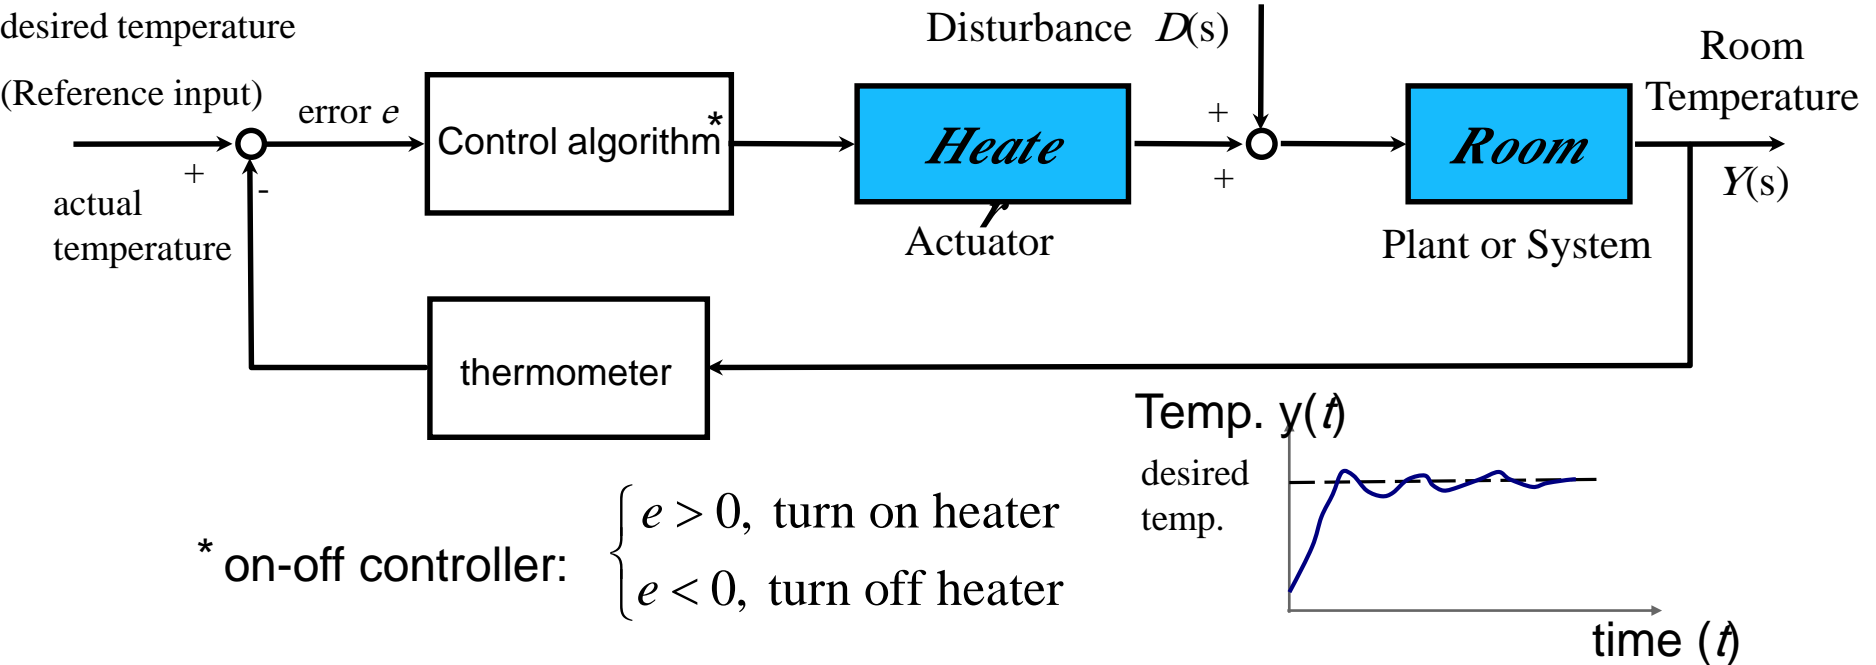 desired temperature
(Reference input)
error e
+
-
actual
temperature
Control algorithm*
Heater
Actuator
Disturbance D(s)
+
+
Room
Plant or System
Room
Temperature
Y(s)
thermometer
* on-off controller:
e > 0, turn on heater
e < 0, turn off heater
Temp. y(t)
desired
temp.
time (t)